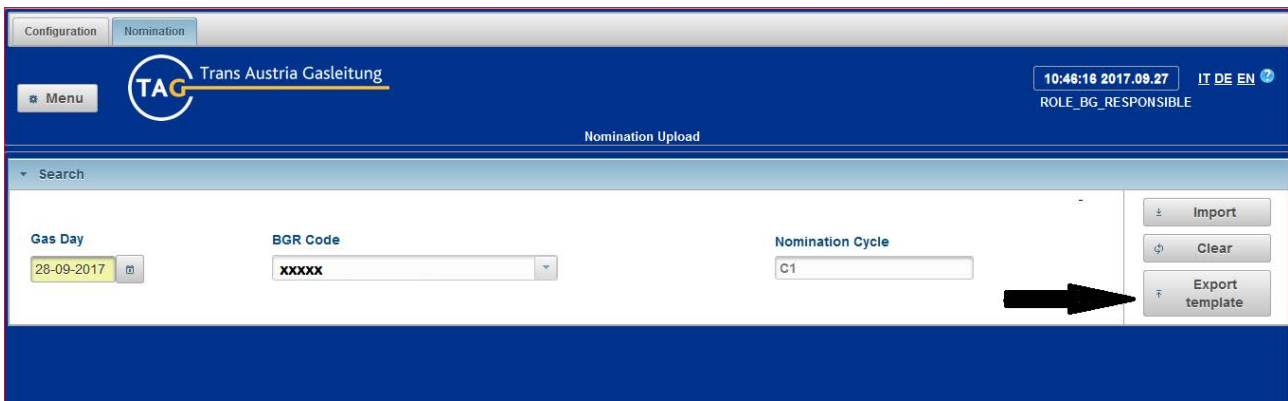 Configuration Nomination
Menu
TAG Trans Austria Gasleitung
10:46:16 2017.09.27 IT DE EN ?
ROLE_BG_RESPONSIBLE
Nomination Upload
Search
-
Import
Gas Day BGR Code Nomination Cycle
Clear
28-09-2017 xxxxx C1
Export
template